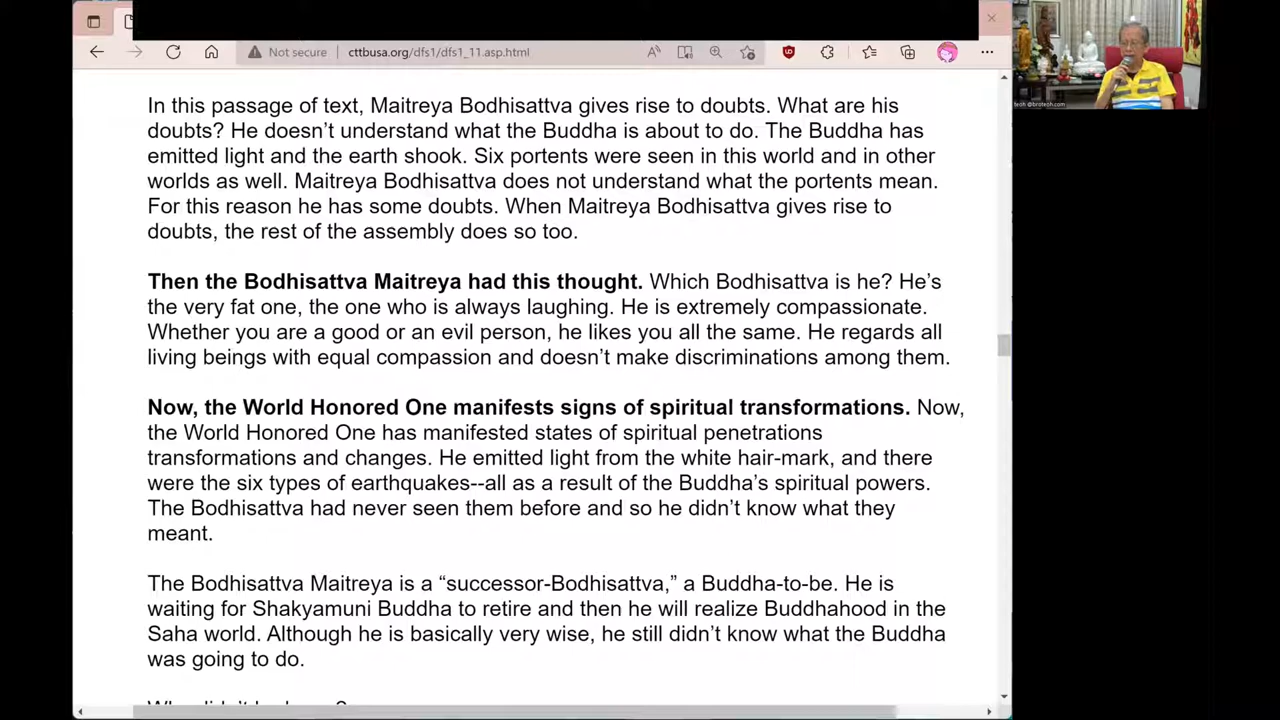 Not secure
cttbusa.org/dfs1/dfs1_11.asp.html
teoh @broteoh.com
In this passage of text, Maitreya Bodhisattva gives rise to doubts. What are his
doubts? He doesn’t understand what the Buddha is about to do. The Buddha has
emitted light and the earth shook. Six portents were seen in this world and in other
worlds as well. Maitreya Bodhisattva does not understand what the portents mean.
For this reason he has some doubts. When Maitreya Bodhisattva gives rise to
doubts, the rest of the assembly does so too.
Then the Bodhisattva Maitreya had this thought. Which Bodhisattva is he? He’s
the very fat one, the one who is always laughing. He is extremely compassionate.
Whether you are a good or an evil person, he likes you all the same. He regards all
living beings with equal compassion and doesn’t make discriminations among them.
Now, the World Honored One manifests signs of spiritual transformations. Now,
the World Honored One has manifested states of spiritual penetrations
transformations and changes. He emitted light from the white hair-mark, and there
were the six types of earthquakes--all as a result of the Buddha’s spiritual powers.
The Bodhisattva had never seen them before and so he didn’t know what they
meant.
The Bodhisattva Maitreya is a “successor-Bodhisattva,” a Buddha-to-be. He is
waiting for Shakyamuni Buddha to retire and then he will realize Buddhahood in the
Saha world. Although he is basically very wise, he still didn’t know what the Buddha
was going to do.